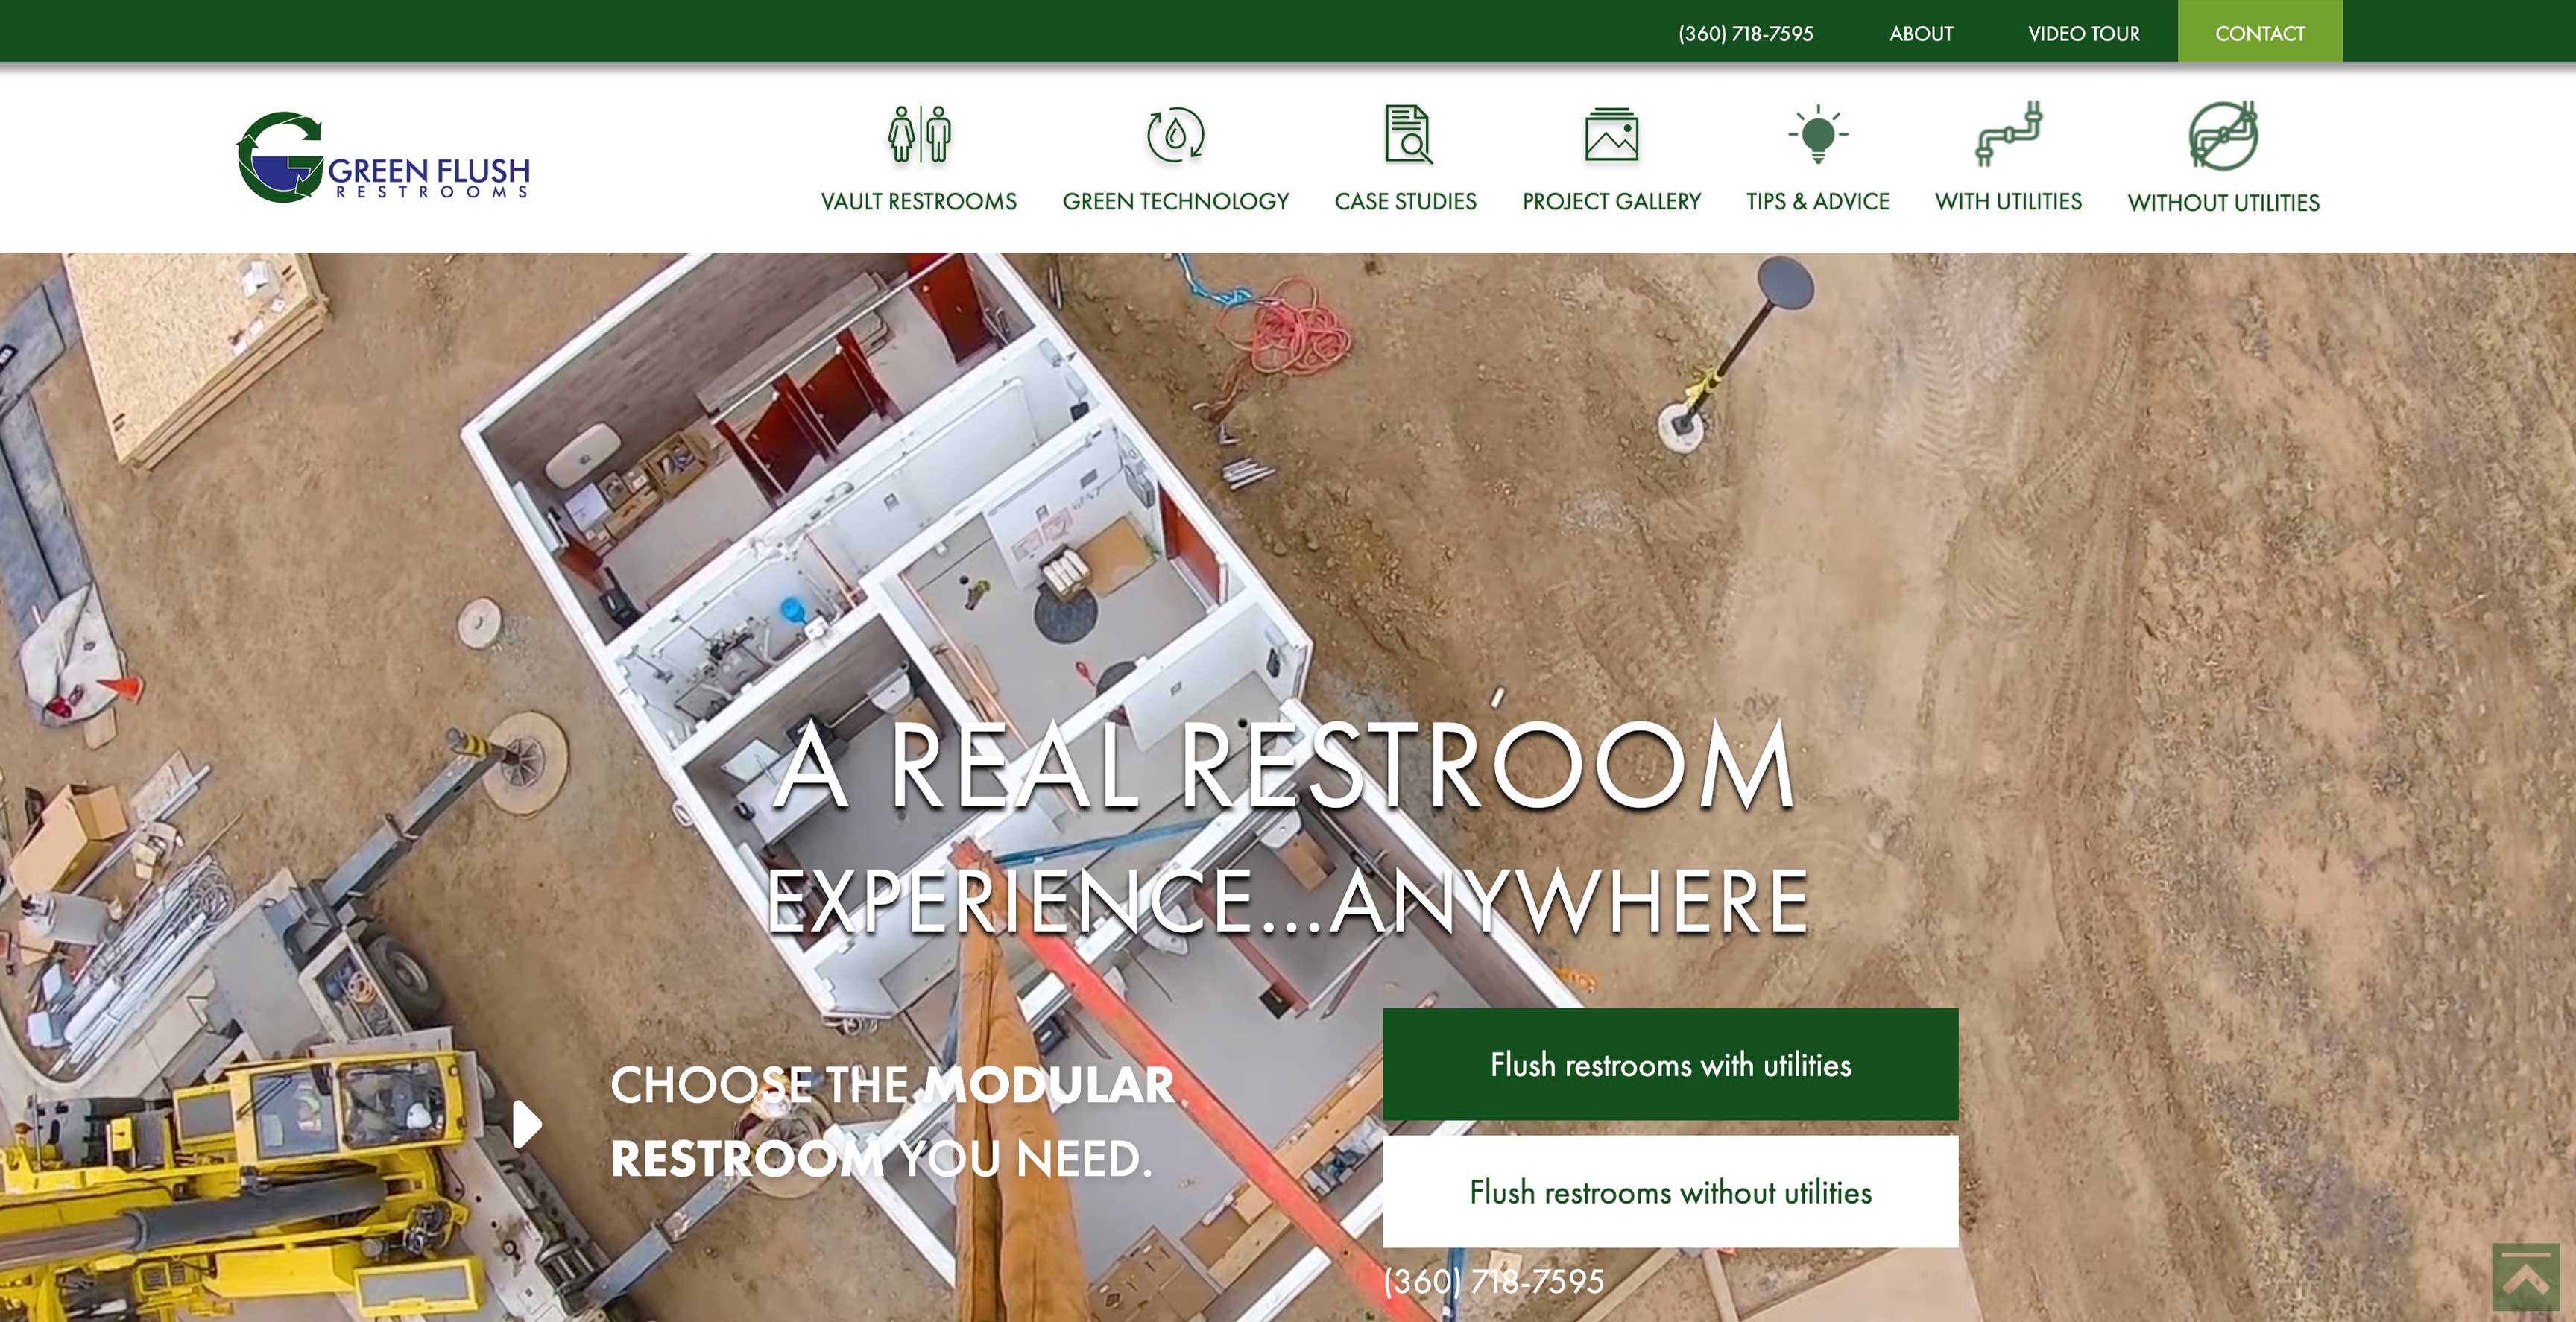 (360) 718-7595
ABOUT
VIDEO TOUR
CONTACT
GREEN FLUSH
RESTROOMS
VAULT RESTROOMS
GREEN TECHNOLOGY
CASE STUDIES
PROJECT GALLERY
TIPS & ADVICE
WITH UTILITIES
WITHOUT UTILITIES
A REAL RESTROOM
EXPERIENCE...ANYWHERE
CHOOSE THE MODULAR
RESTROOM YOU NEED.
Flush restrooms with utilities
Flush restrooms without utilities
(360) 718-7595